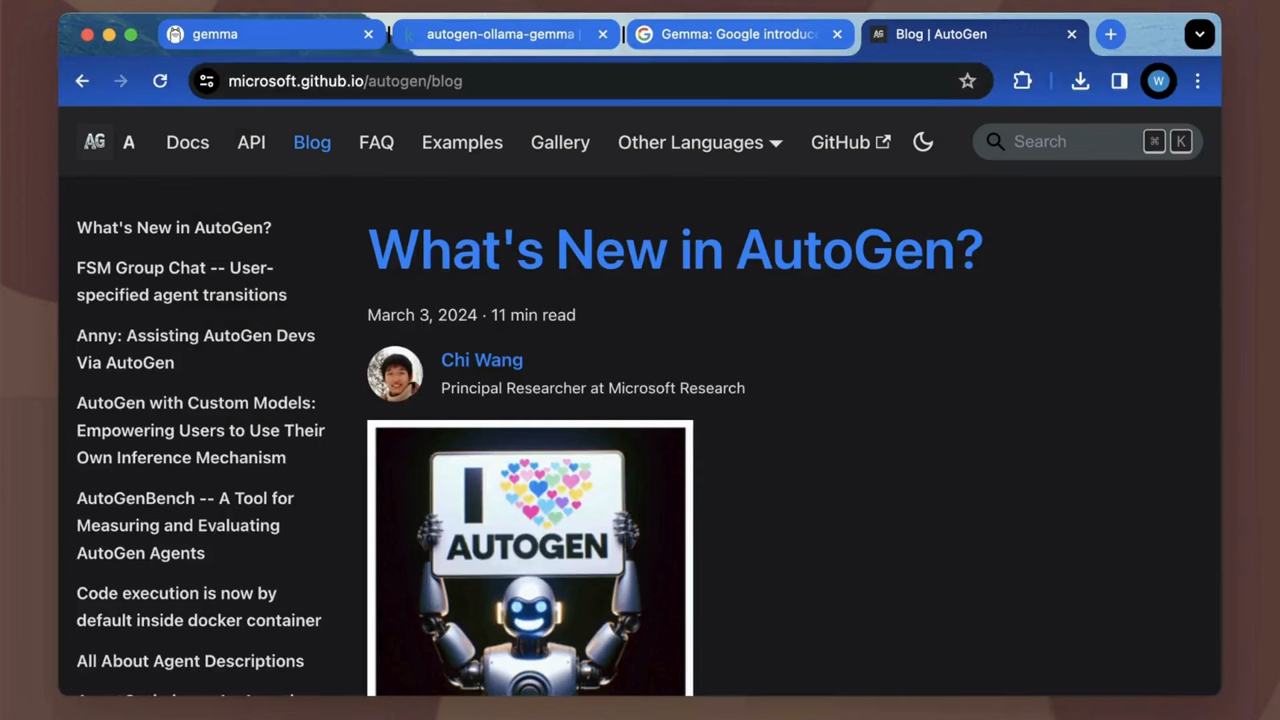 gemma
autogen-ollama-gemma
Gemma: Google introduc
Blog | AutoGen
microsoft.github.io/autogen/blog
W
AG
A
Docs
API
Blog
FAQ
Examples
Gallery
Other Languages
GitHub
Search
⌘
K
What's New in AutoGen?
FSM Group Chat -- User-
specified agent transitions
Anny: Assisting AutoGen Devs
Via AutoGen
AutoGen with Custom Models:
Empowering Users to Use Their
Own Inference Mechanism
AutoGenBench -- A Tool for
Measuring and Evaluating
AutoGen Agents
Code execution is now by
default inside docker container
All About Agent Descriptions
What's New in AutoGen?
March 3, 2024 · 11 min read
Chi Wang
Principal Researcher at Microsoft Research
I
AUTOGEN